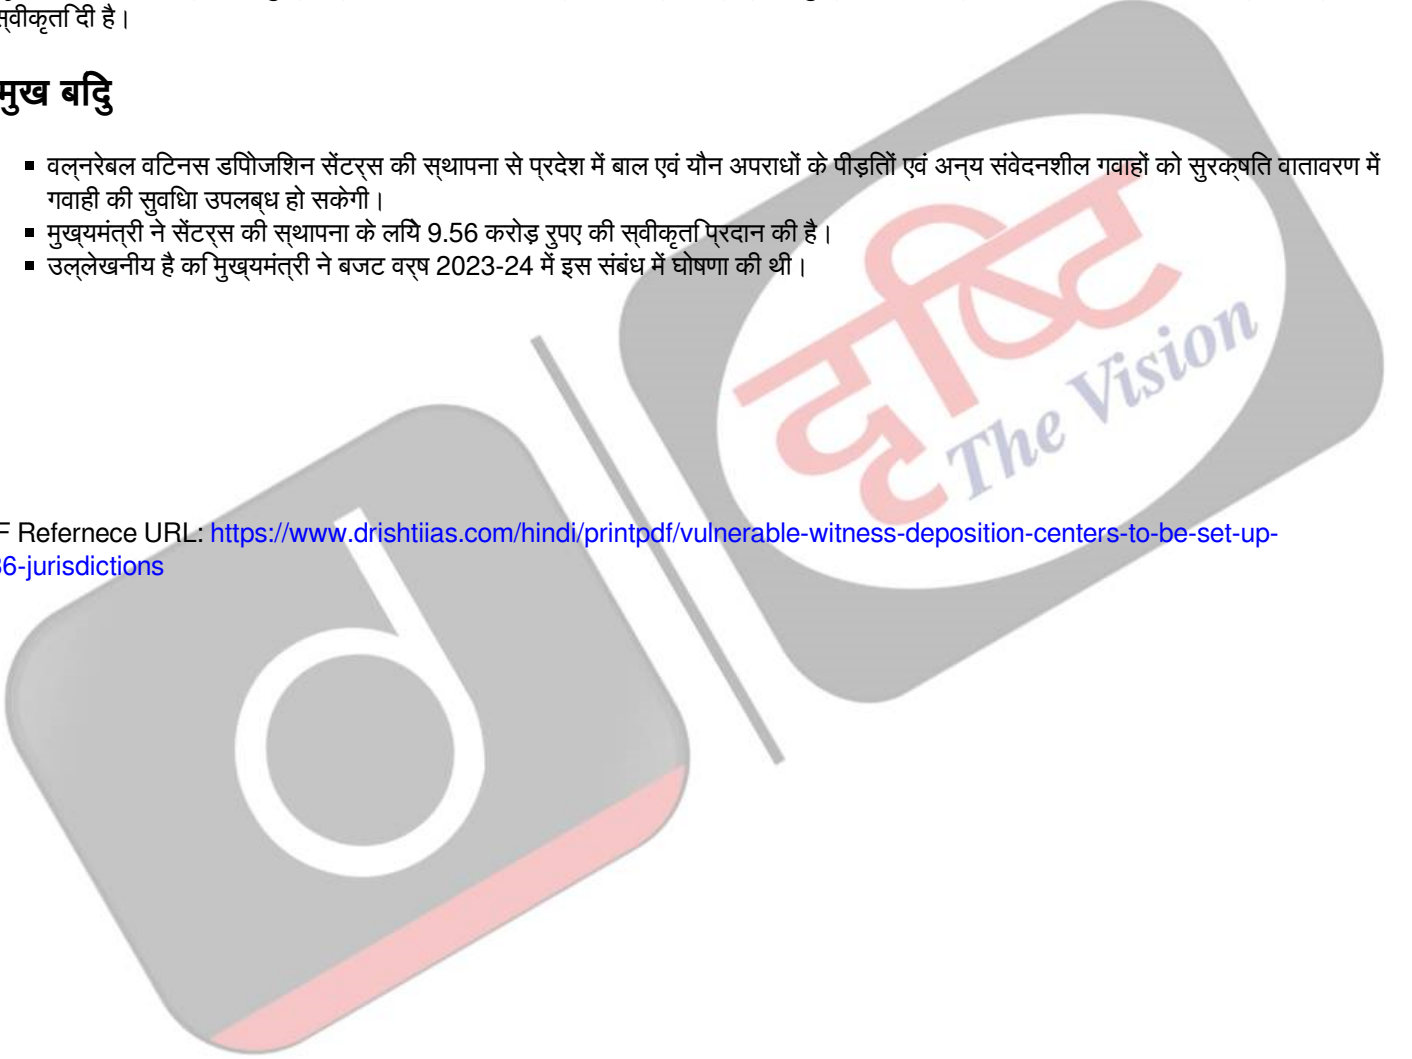 स्वीकृति दी है।
मुख बिंदु
वल्नरेबल विटनस डिपोजिशन सेंटर्स की स्थापना से प्रदेश में बाल एवं यौन अपराधों के पीड़ितों एवं अन्य संवेदनशील गवाहों को सुरक्षित वातावरण में
गवाही की सुविधा उपलब्ध हो सकेगी।
मुख्यमंत्री ने सेंटर्स की स्थापना के लिये 9.56 करोड़ रुपए की स्वीकृति प्रदान की है।
उल्लेखनीय है कि मुख्यमंत्री ने बजट वर्ष 2023-24 में इस संबंध में घोषणा की थी।
दृष्टि
The Vision
F Refernece URL: https://www.drishtiias.com/hindi/printpdf/vulnerable-witness-deposition-centers-to-be-set-up-
36-jurisdictions
d